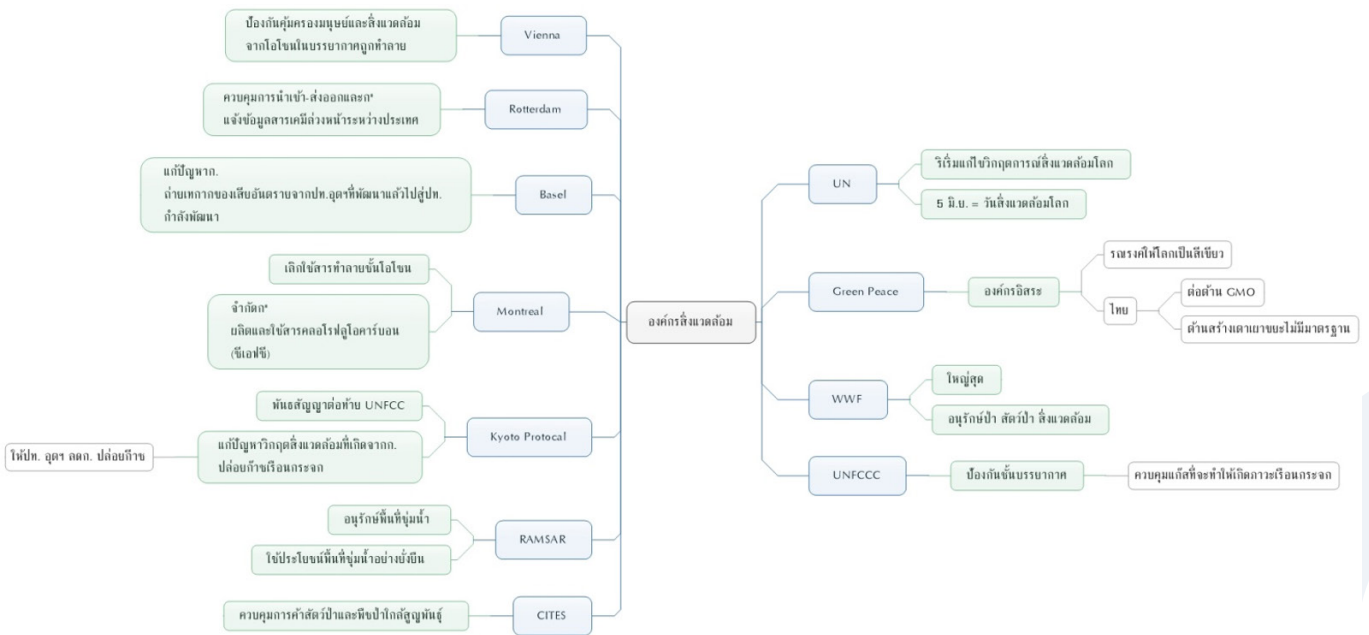 ป้องกันคุ้มครองมนุษย์และสิ่งแวดล้อม
จากโอโซนในบรรยากาศถูกทำลาย
Vienna
ควบคุมการนำเข้า-ส่งออกและก*
แจ้งข้อมูลสารเคมีล่วงหน้าระหว่างประเทศ
Rotterdam
แก้ปัญหาก.
ถ่ายเทกากของเสียอันตรายจากปท.อุตฯที่พัฒนาแล้วไปสู่ปท.
กำลังพัฒนา
Basel
เลิกใช้สารทำลายชั้นโอโซน
จำกัดก*
ผลิตและใช้สารคลอโรฟลูโอคาร์บอน
(ซีเอฟซี)
Montreal
พันธสัญญาต่อท้าย UNFCC
แก้ปัญหาวิกฤตสิ่งแวดล้อมที่เกิดจากก.
ปล่อยก๊าซเรือนกระจก
ให้ปท. อุตฯ ลดก. ปล่อยก๊าซ
Kyoto Protocal
อนุรักษ์พื้นที่ชุ่มน้ำ
ใช้ประโยชน์พื้นที่ชุ่มน้ำอย่างยั่งยืน
RAMSAR
ควบคุมการค้าสัตว์ป่าและพืชป่าใกล้สูญพันธุ์
CITES
องค์กรสิ่งแวดล้อม
UN
ริเริ่มแก้ไขวิกฤตการณ์สิ่งแวดล้อมโลก
5 มิ.ย. = วันสิ่งแวดล้อมโลก
Green Peace
องค์กรอิสระ
รณรงค์ให้โลกเป็นสีเขียว
ไทย
ต่อต้าน GMO
ต้านสร้างเตาเผาขยะไม่มีมาตรฐาน
WWF
ใหญ่สุด
อนุรักษ์ป่า สัตว์ป่า สิ่งแวดล้อม
UNFCCC
ป้องกันชั้นบรรยากาศ
ควบคุมแก๊สที่จะทำให้เกิดภาวะเรือนกระจก